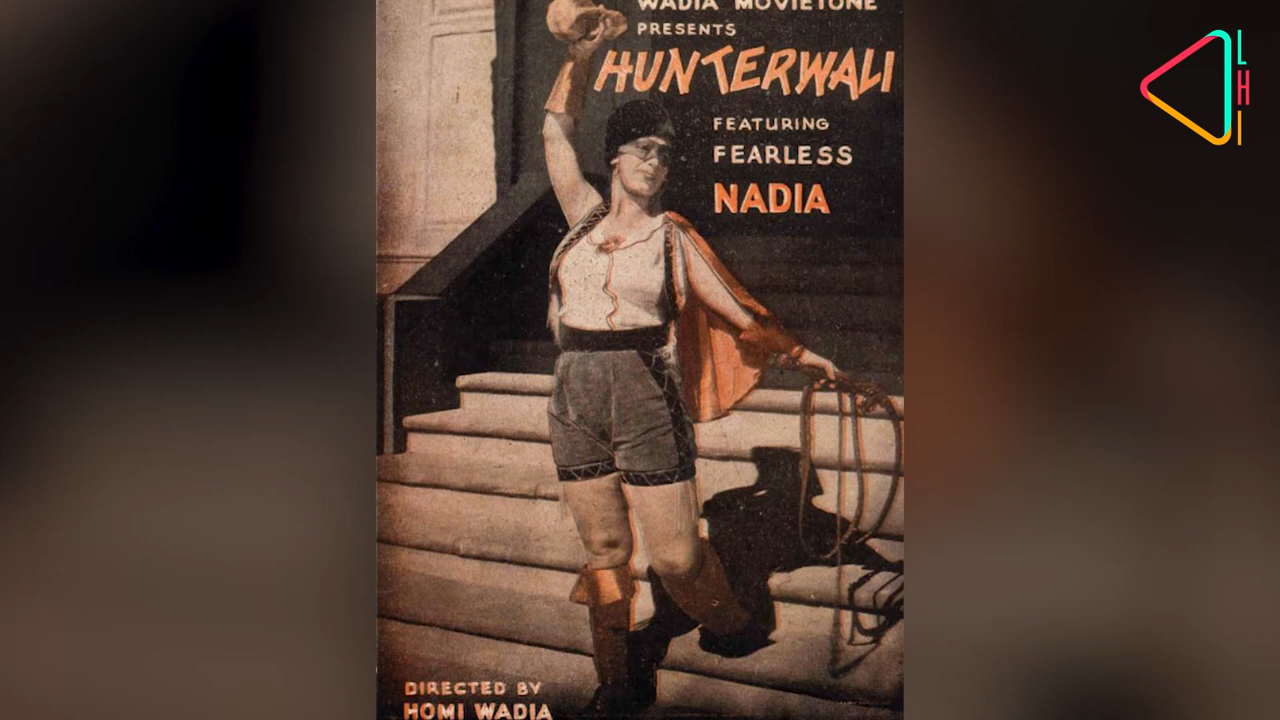 WADIA MOVIETONE
PRESENTS
HUNTERWALI
FEATURING
FEARLESS
NADIA
DIRECTED BY
HOMI WADIA
LHI